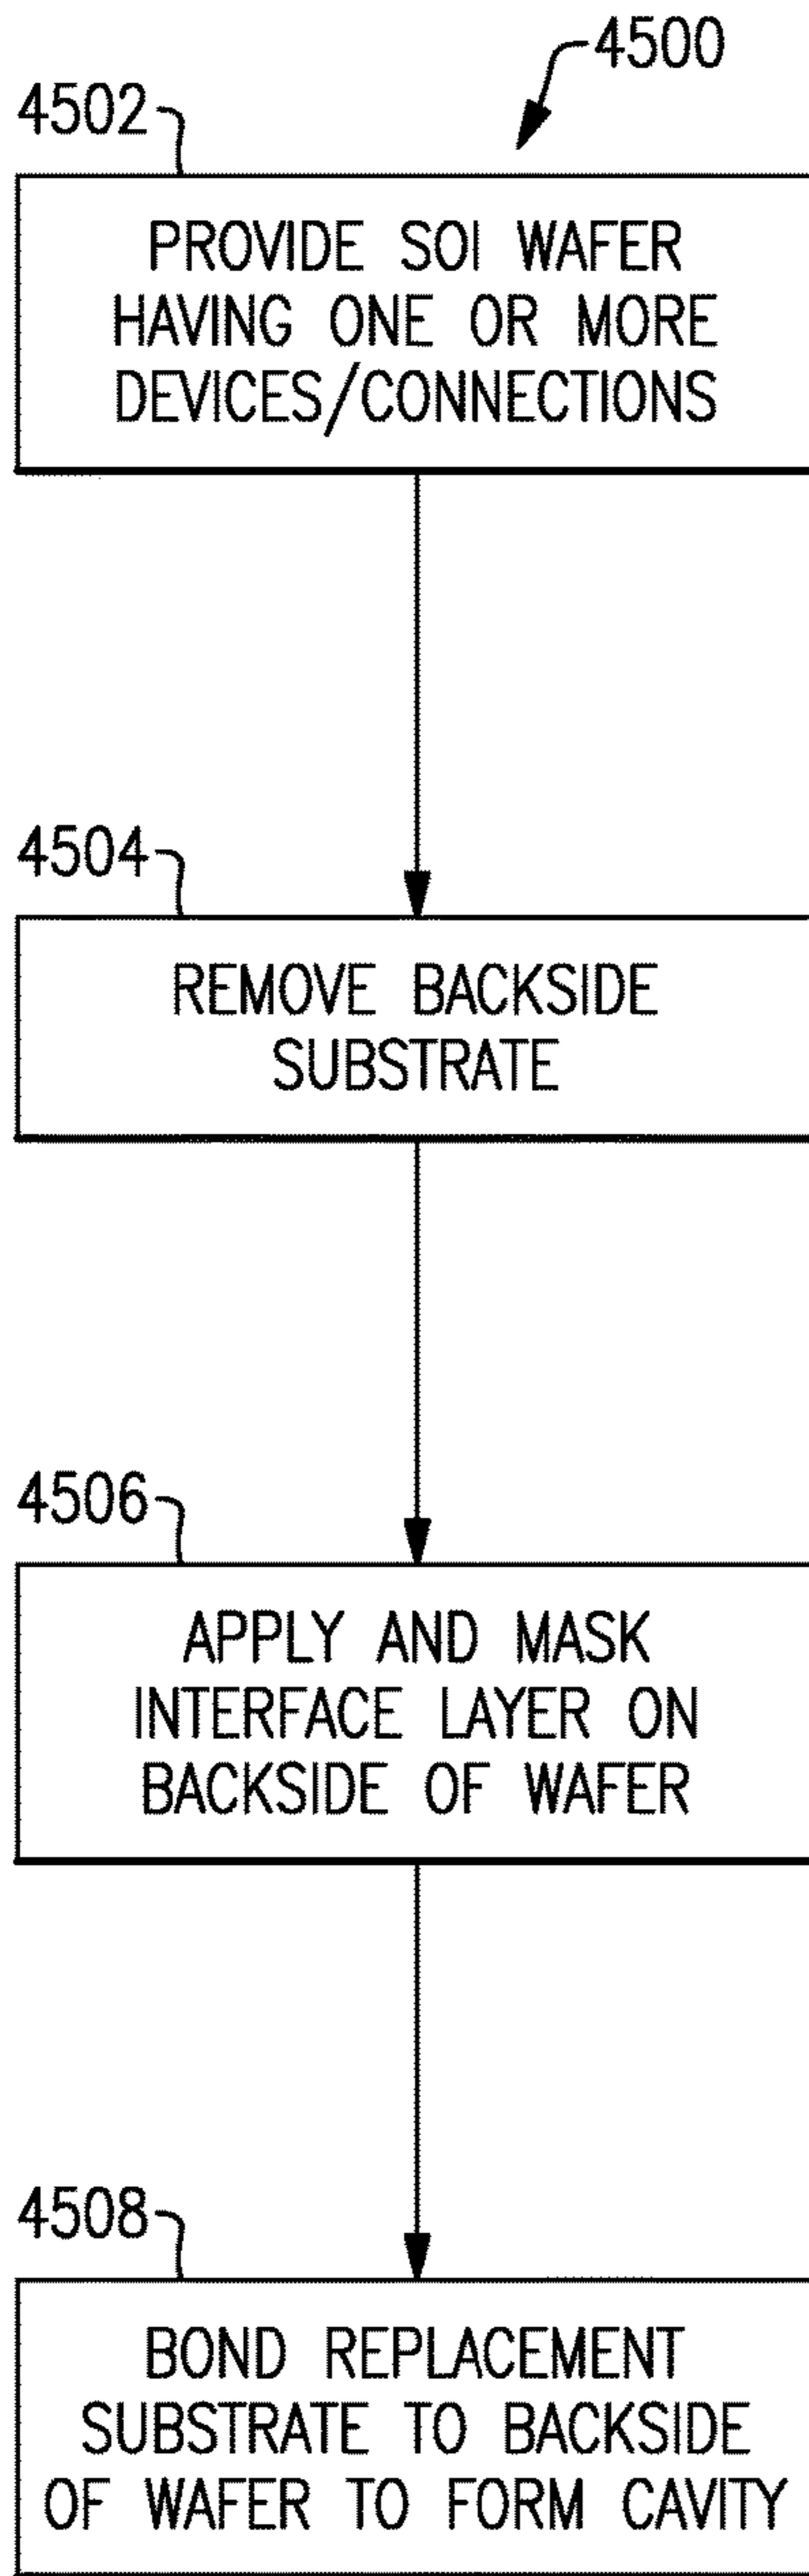 4500
4502
PROVIDE SOI WAFER
HAVING ONE OR MORE
DEVICES/CONNECTIONS
4504
REMOVE BACKSIDE
SUBSTRATE
4506
APPLY AND MASK
INTERFACE LAYER ON
BACKSIDE OF WAFER
4508
BOND REPLACEMENT
SUBSTRATE TO BACKSIDE
OF WAFER TO FORM CAVITY